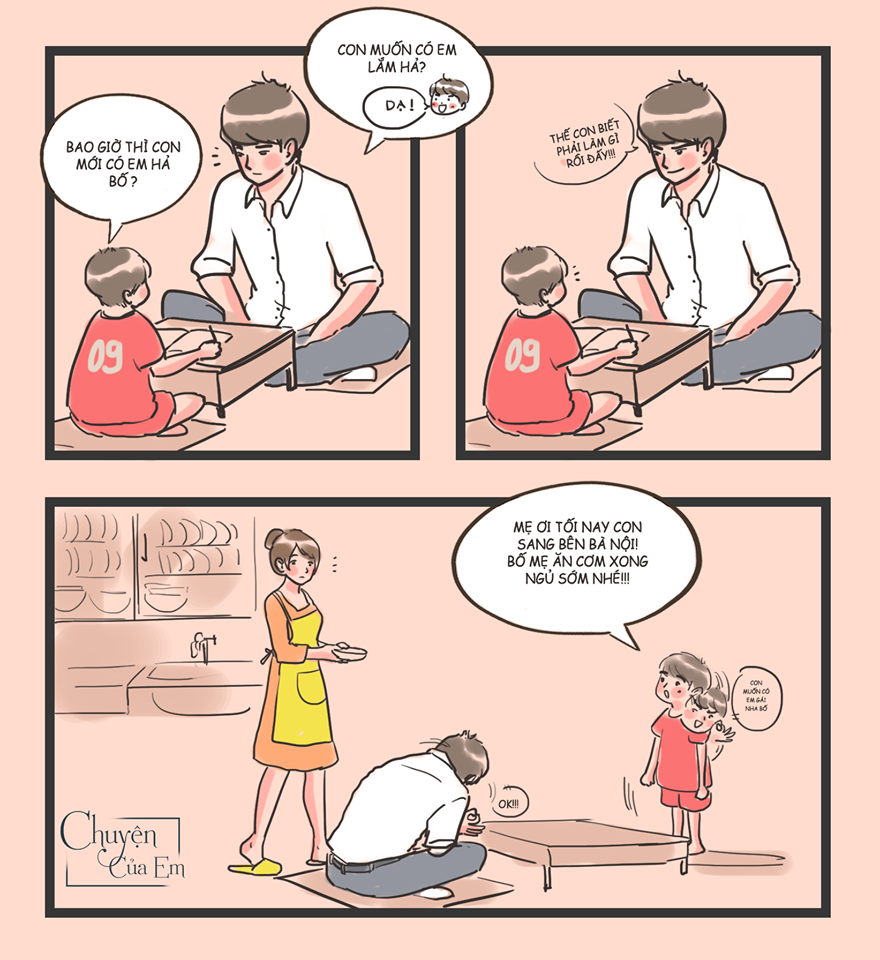 BAO GIỜ THÌ CON
MỚI CÓ EM HẢ
BỐ ?
09
CON MUỐN CÓ EM
LẮM HẢ?
DẠ!
THẾ CON BIẾT
PHẢI LÀM GÌ
RỒI ĐẤY!!!
09
MẸ ƠI TỐI NAY CON
SANG BÊN BÀ NỘI!
BỐ MẸ ĂN CƠM XONG
NGỦ SỚM NHÉ!!!
CON
MUỐN CÓ
EM GÁI
NHA BỐ
OK!!!
Chuyện
Của Em